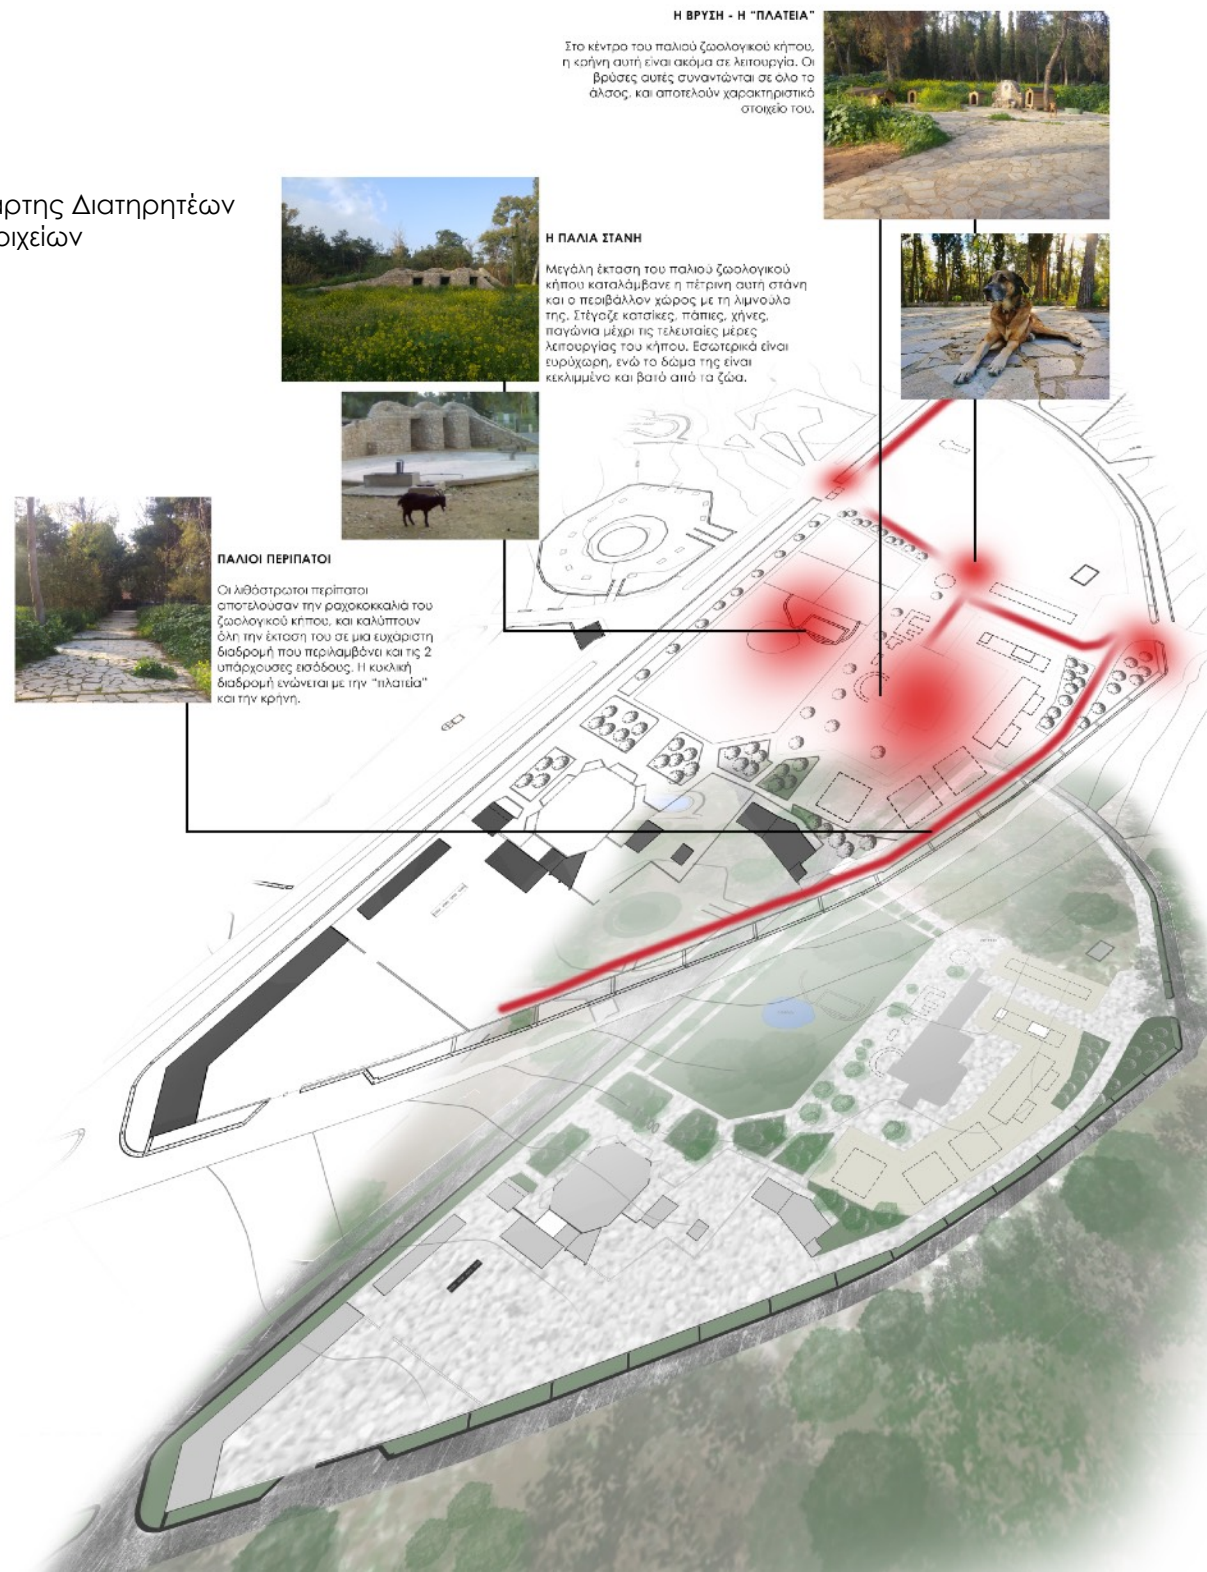 Η ΒΡΥΣΗ - Η "ΠΛΑΤΕΙΑ"
Στο κέντρο του παλιού ζωολογικού κήπου,
η κρήνη αυτή είναι ακόμα σε λειτουργία. Οι
βρύσες αυτές συναντώνται σε όλο το
άλσος, και αποτελούν χαρακτηριστικό
στοιχείο του.
άρτης Διατηρητέων
οιχείων
Η ΠΑΛΙΑ ΣΤΑΝΗ
Μεγάλη έκταση του παλιού ζωολογικού
κήπου καταλάμβανε η πέτρινη αυτή στάνη
και ο περιβάλλον χώρος με τη λιμνούλα
της. Στέγαζε κατσίκες, πάπιες, χήνες,
παγώνια μέχρι τις τελευταίες μέρες
λειτουργίας του κήπου. Εσωτερικά είναι
ευρύχωρη, ενώ το δώμα της είναι
κεκλιμμένο και βατό από τα ζώα.
ΠΑΛΙΟΙ ΠΕΡΙΠΑΤΟΙ
Οι λιθόστρωτοι περίπατοι
αποτελούσαν την ραχοκοκκαλιά του
ζωολογικού κήπου, και καλύπτουν
όλη την έκταση του σε μια ευχάριστη
διαδρομή που περιλαμβάνει και τις 2
υπάρχουσες εισόδους. Η κυκλική
διαδρομή ενώνεται με την "πλατεία"
και την κρήνη.